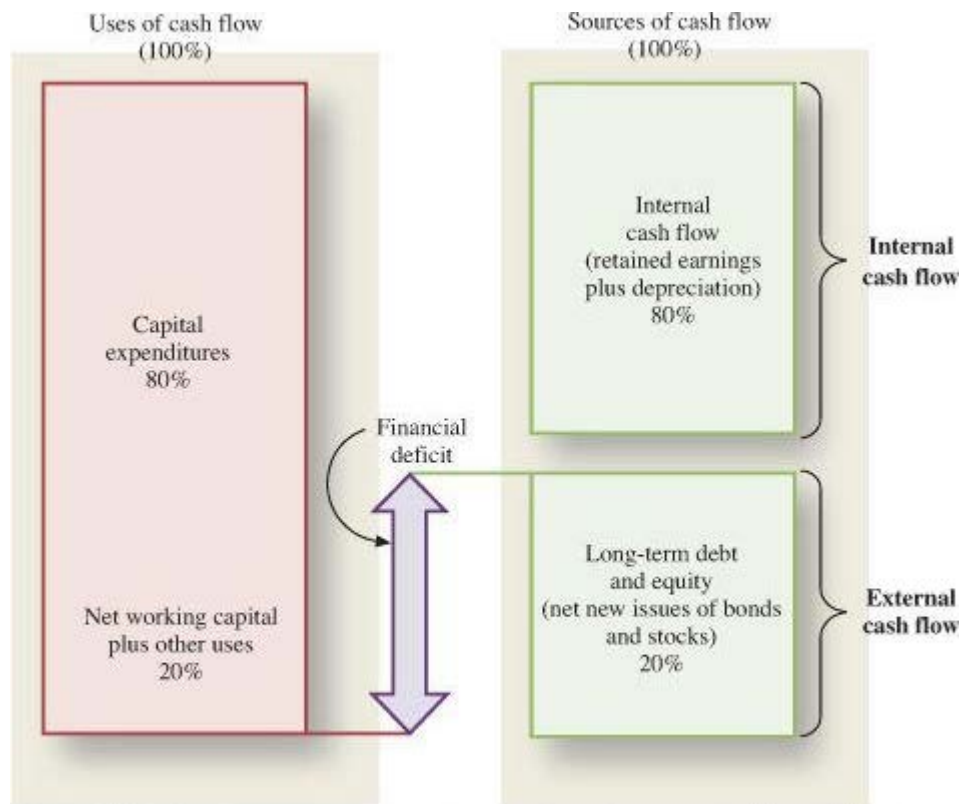 Uses of cash flow
(100%)
Sources of cash flow
(100%)
Capital
expenditures
80%
Net working capital
plus other uses
20%
Financial
deficit
Internal
cash flow
(retained earnings
plus depreciation)
80%
Internal
cash flow
Long-term debt
and equity
(net new issues of bonds
and stocks)
20%
External
cash flow